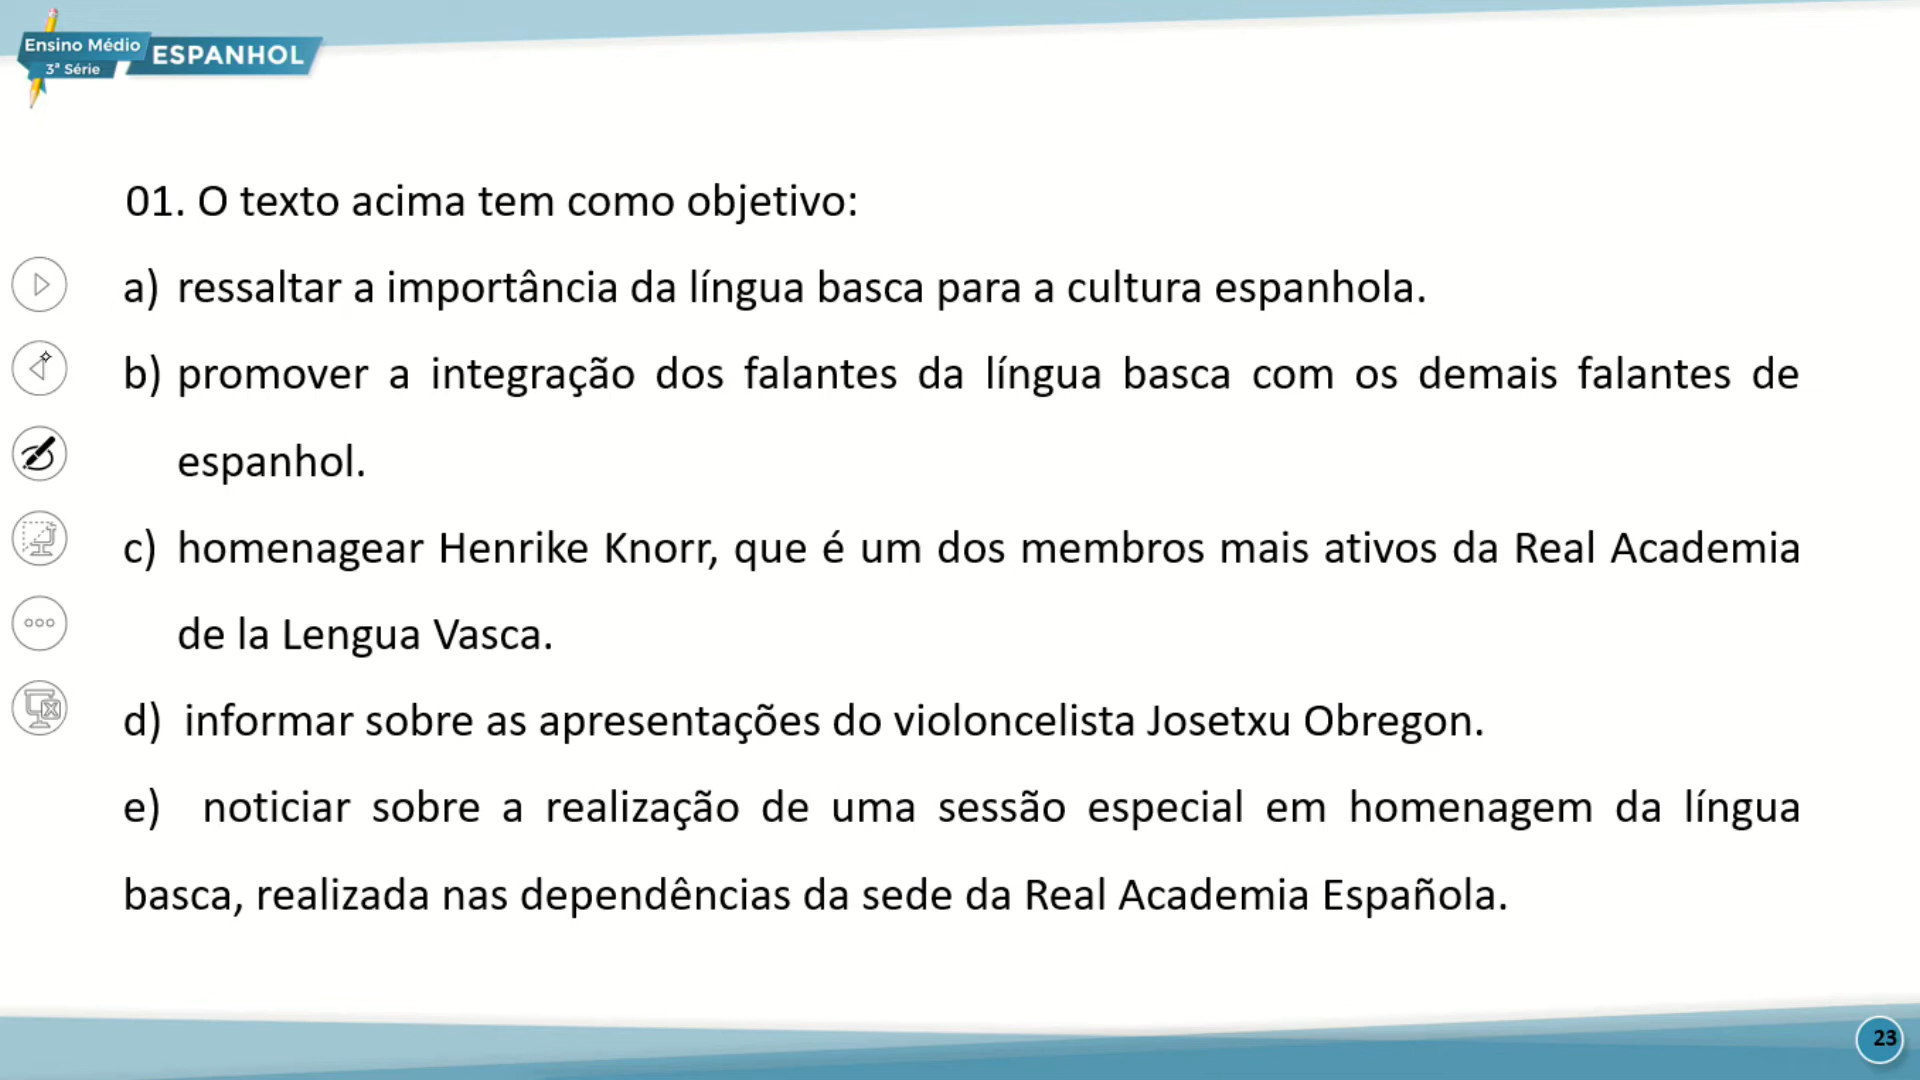 Ensino Médio
3ª Série
ESPANHOL
01. O texto acima tem como objetivo:
a) ressaltar a importância da língua basca para a cultura espanhola.
b) promover a integração dos falantes da língua basca com os demais falantes de
espanhol.
c) homenagear Henrike Knorr, que é um dos membros mais ativos da Real Academia
de la Lengua Vasca.
d) informar sobre as apresentações do violoncelista Josetxu Obregon.
e) noticiar sobre a realização de uma sessão especial em homenagem da língua
basca, realizada nas dependências da sede da Real Academia Española.
23